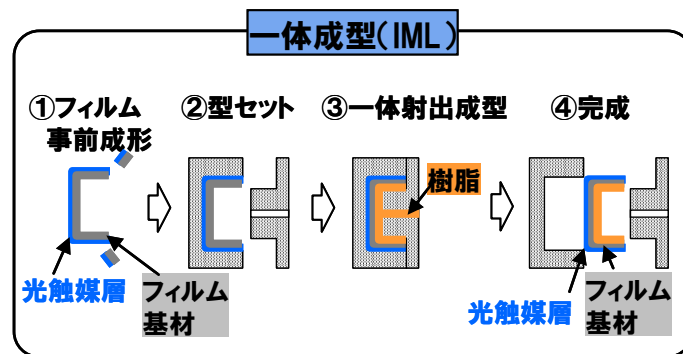 一体成型(IML)
①フィルム
事前成形
②型セット
③一体射出成型
④完成
樹脂
光触媒層
フィルム
基材
光触媒層
フィルム
基材